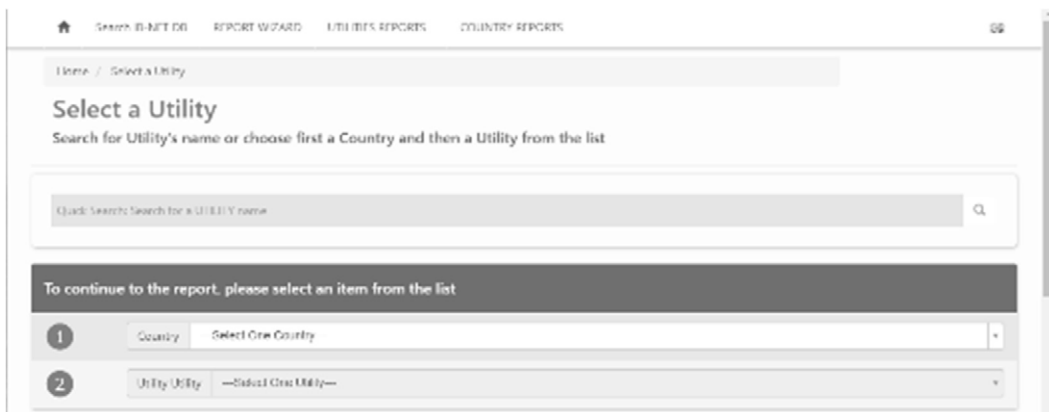 Search IB-NET DB REPORT WIZARD UTILITIES REPORTS COUNTRY REPORTS
Home / Select a Utility
Select a Utility
Search for Utility's name or choose first a Country and then a Utility from the list
Quick Search: Search for a UTILITY name
To continue to the report, please select an item from the list
1 Country Select One Country
2 Utility Utility —Select One Utility—